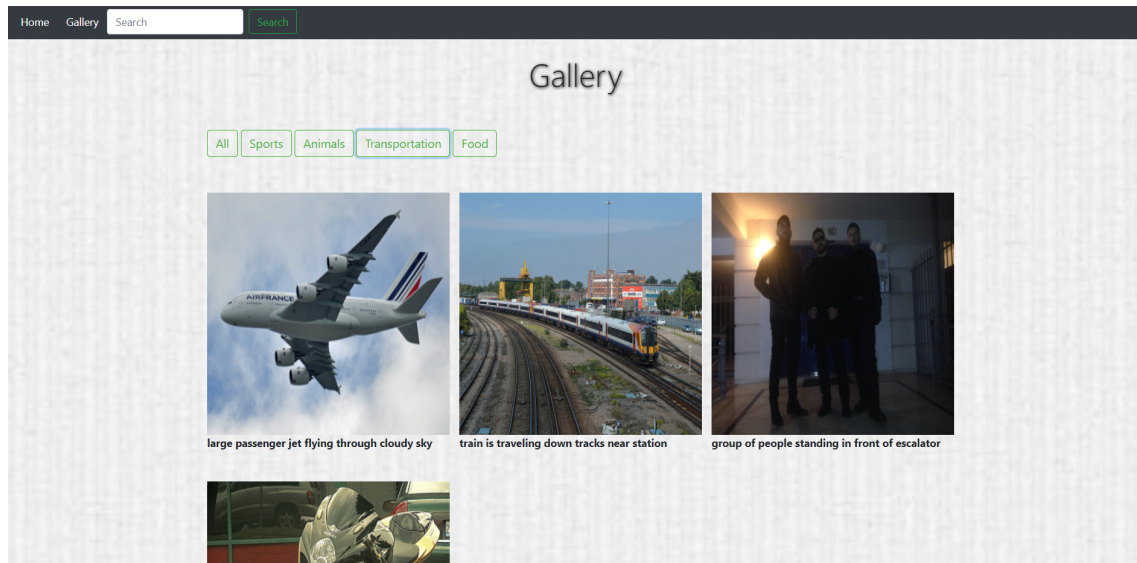 Home Gallery Search Search
Gallery
All Sports Animals Transportation Food
AIRFRANCE
60
large passenger jet flying through cloudy sky
train is traveling down tracks near station
group of people standing in front of escalator